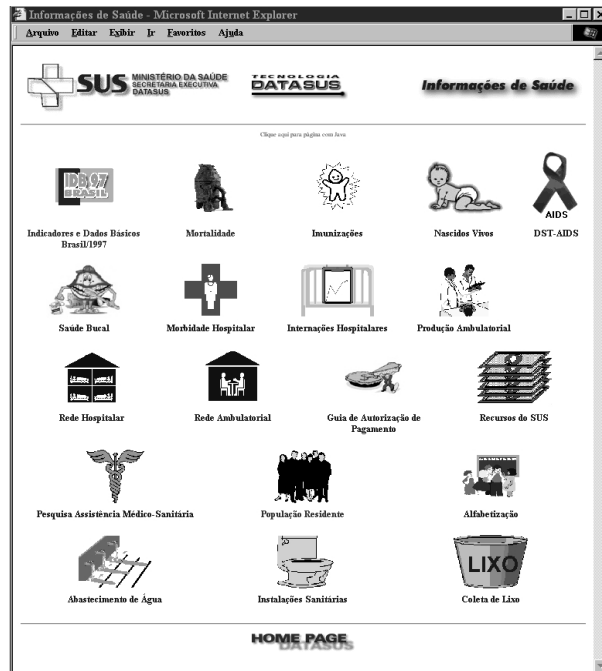 Informações de Saúde - Microsoft Internet Explorer
Arquivo Editar Exibir Ir Favoritos Ajuda
SUS MINISTÉRIO DA SAÚDE
SECRETARIA EXECUTIVA
DATASUS
TECNOLOGIA
DATASUS
Informações de Saúde
Clique aqui para página com Java
IDB 97
BRASIL
AIDS
Indicadores e Dados Básicos
Brasil/1997
Mortalidade
Imunizações
Nascidos Vivos
DST-AIDS
Saúde Bucal
Morbidade Hospitalar
Internações Hospitalares
Produção Ambulatorial
Rede Hospitalar
Rede Ambulatorial
Guia de Autorização de
Pagamento
Recursos do SUS
Pesquisa Assistência Médico-Sanitária
População Residente
Alfabetização
LIXO
Abastecimento de Água
Instalações Sanitárias
Coleta de Lixo
HOME PAGE
DATASUS